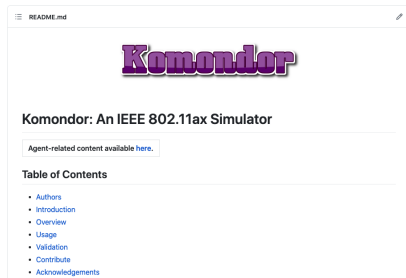 README.md
Komondor
Komondor: An IEEE 802.11ax Simulator
Agent-related content available here.
Table of Contents
Authors
Introduction
Overview
Usage
Validation
Contribute
Acknowledgements